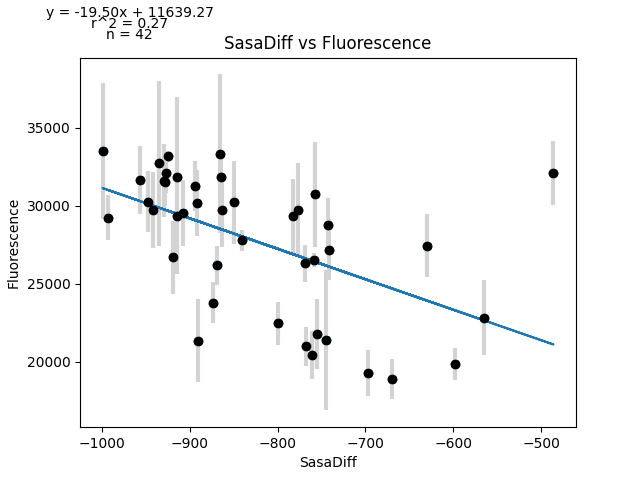 y = -19.50x + 11639.27
r^2 = 0.27
n = 42
SasaDiff vs Fluorescence
35000
30000
25000
20000
Fluorescence
−1000
−900
−800
−700
−600
−500
SasaDiff